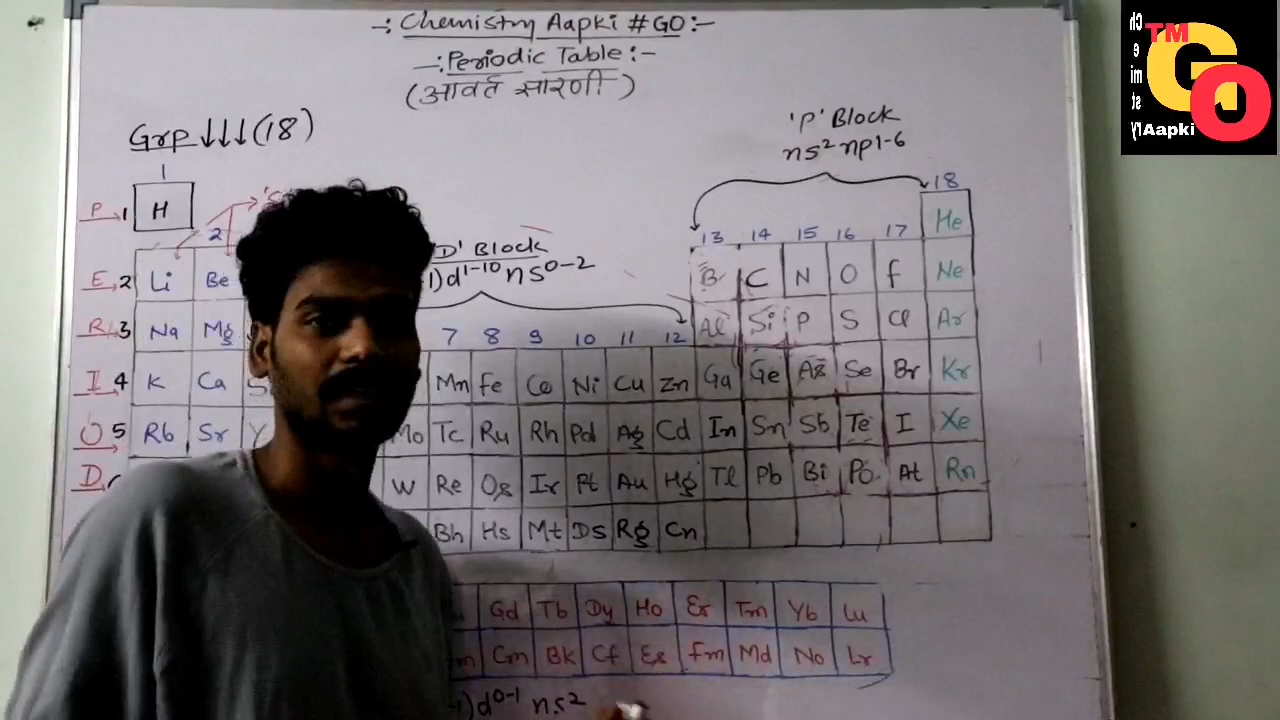 -: Chemistry Aapki #GO:-
-: Periodic Table:-
(आवर्त सारणी)
Grp ↓↓↓(18)
'P' Block
ns² np1-6
1
18
P 1 H
He
2
13 14 15 16 17
D' Block
1)d¹⁻¹⁰ ns⁰⁻²
E 2 Li Be
B C N O f Ne
R 3 Na Mg
7 8 9 10 11 12
Al Si P S Cl Ar
I 4 K Ca
Mn fe Co Ni Cu Zn Ga Ge As Se Br Kr
O 5 Rb Sr Y
Mo Tc Ru Rh Pd Ag Cd In Sn Sb Te I Xe
D
W Re Os Ir Pt Au Hg Tl Pb Bi Po At Rn
Bh Hs Mt Ds Rg Cn
Gd Tb Dy Ho Er Tm Yb Lu
m Cm Bk Cf Es fm Md No Lr
-1)d⁰⁻¹ ns²
Chemistry
TM
GO
Aapki